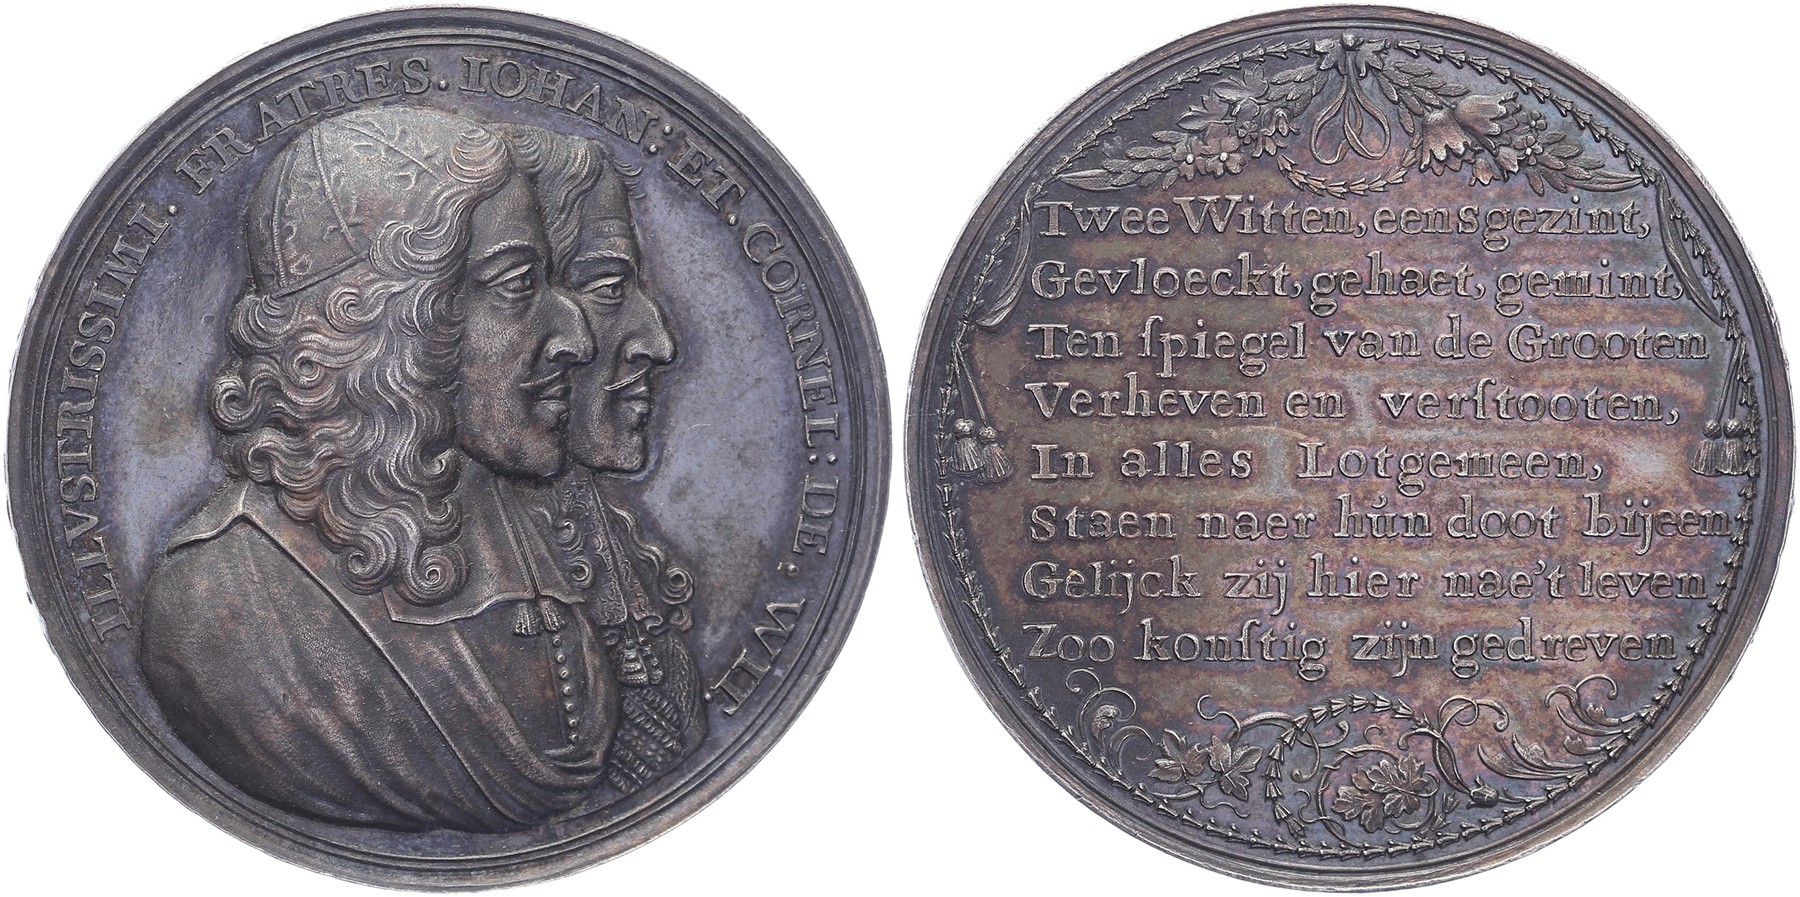 ILLVSTRISSIMI. FRATRES. IOHAN: ET. CORNEL: DE. WIT.
Twee Witten, eensgezint,
Gevloeckt, gehaet, gemint,
Ten ſpiegel van de Grooten
Verheven en verſtooten,
In alles Lotgemeen,
Staen naer hún doot bijeen
Gelijck zij hier nae't leven
Zoo konſtig zijn gedreven